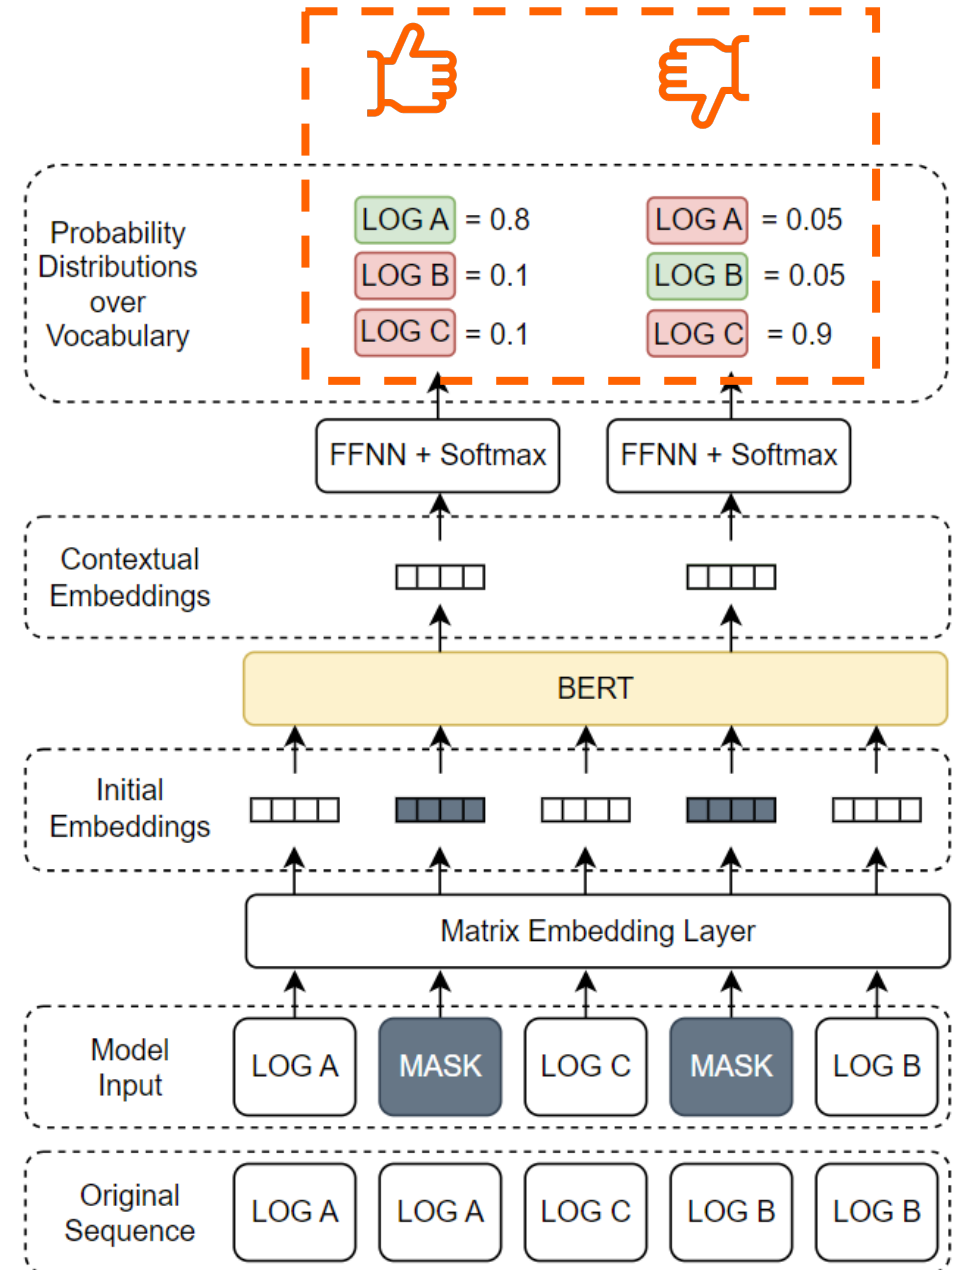 Probability
Distributions
over
Vocabulary
LOG A = 0.8
LOG B = 0.1
LOG C = 0.1
LOG A = 0.05
LOG B = 0.05
LOG C = 0.9
FFNN + Softmax
FFNN + Softmax
Contextual
Embeddings
BERT
Initial
Embeddings
Matrix Embedding Layer
Model
Input
LOG A
MASK
LOG C
MASK
LOG B
Original
Sequence
LOG A
LOG A
LOG C
LOG B
LOG B